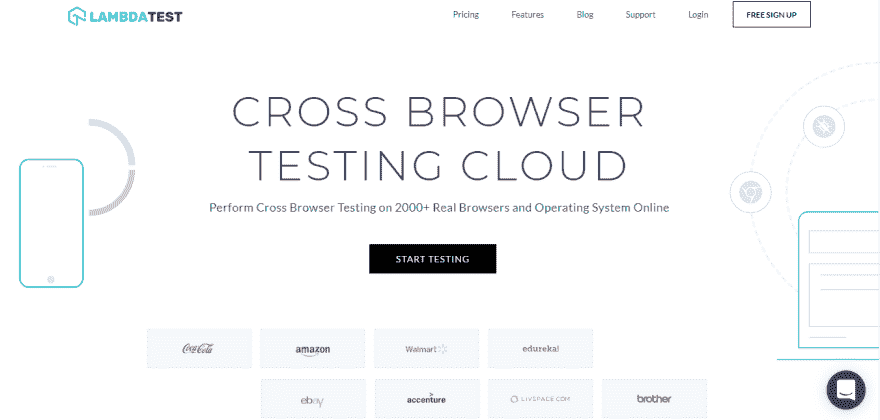 LAMBDATEST
Pricing
Features
Blog
Support
Login
FREE SIGN UP
CROSS BROWSER
TESTING CLOUD
Perform Cross Browser Testing on 2000+ Real Browsers and Operating System Online
START TESTING
Coca-Cola
amazon
Walmart
edureka!
ebay
accenture
LIVSPACE.COM
brother